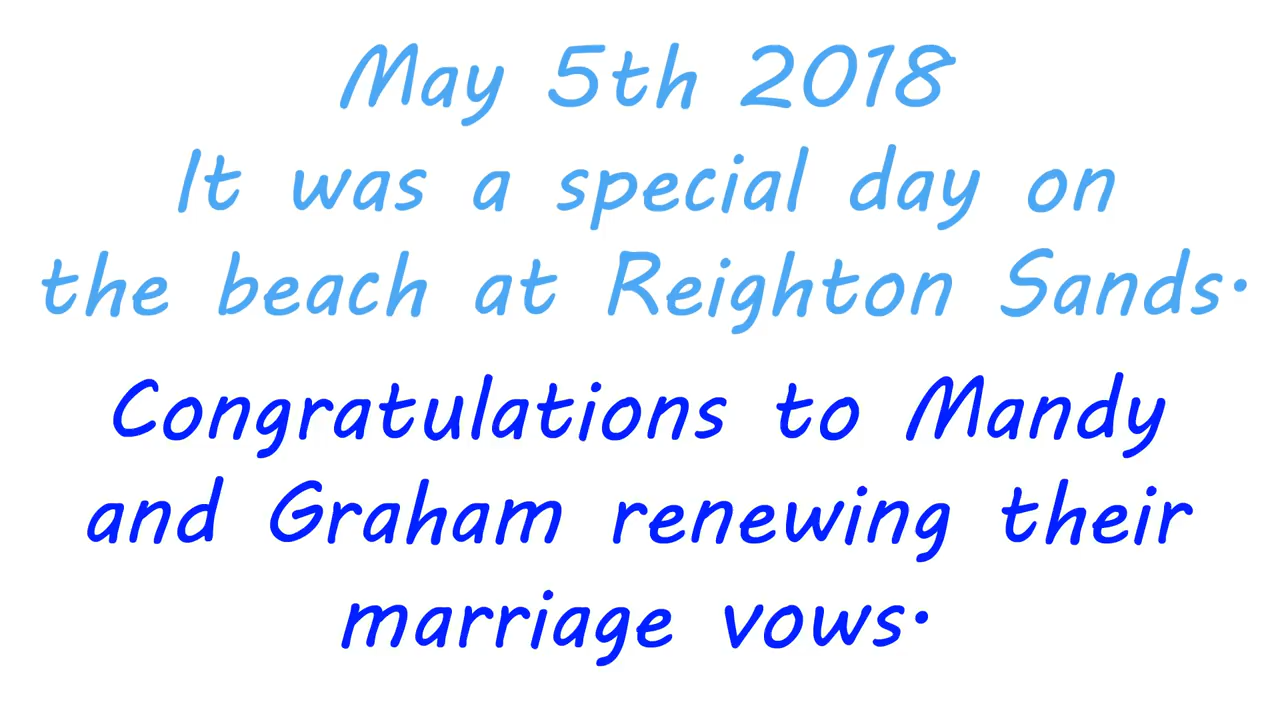 May 5th 2018
It was a special day on
the beach at Reighton Sands.
Congratulations to Mandy
and Graham renewing their
marriage vows.